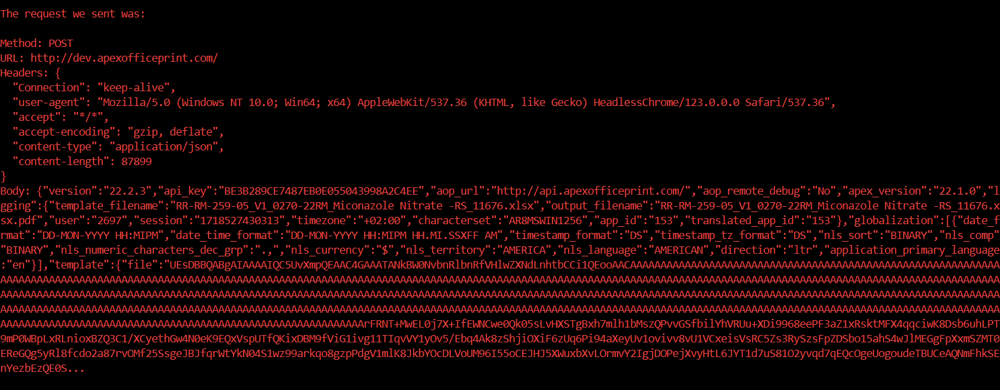 The request we sent was:
Method: POST
URL: http://dev.apexofficeprint.com/
Headers: {
"Connection": "keep-alive",
"user-agent": "Mozilla/5.0 (Windows NT 10.0; Win64; x64) AppleWebKit/537.36 (KHTML, like Gecko) HeadlessChrome/123.0.0.0 Safari/537.36",
"accept": "*/*",
"accept-encoding": "gzip, deflate",
"content-type": "application/json",
"content-length": 87899
}
Body: {"version":"22.2.3","api_key":"BE3B289CE7487EB0E055043998A2C4EE","aop_url":"http://api.apexofficeprint.com/","aop_remote_debug":"No","apex_version":"22.1.0","l
gging":{"template_filename":"RR-RM-259-05_V1_0270-22RM_Miconazole Nitrate -RS_11676.xlsx","output_filename":"RR-RM-259-05_V1_0270-22RM_Miconazole Nitrate -RS_11676.x
sx.pdf","user":"2697","session":"1718527430313","timezone":"+02:00","characterset":"AR8MSWIN1256","app_id":"153","translated_app_id":"153"},"globalization":[{"date_f
rmat":"DD-MON-YYYY HH:MIPM","date_time_format":"DD-MON-YYYY HH:MIPM HH.MI.SSXFF AM","timestamp_format":"DS","timestamp_tz_format":"DS","nls_sort":"BINARY","nls_comp"
"BINARY","nls_numeric_characters_dec_grp":".,","nls_currency":"$","nls_territory":"AMERICA","nls_language":"AMERICAN","direction":"ltr","application_primary_language
:"en"}],"template":{"file":"UEsDBBQABgAIAAAAIQC5UvXmpQEAAC4GAAATANkBW0NvbnRlbnRfVHlwZXNdLnhtbCCi1QEooAACAAAAAAAAAAAAAAAAAAAAAAAAAAAAAAAAAAAAAAAAAAAAAAAAAAAAAAAAAAAAA
AAAAAAAAAAAAAAAAAAAAAAAAAAAAAAAAAAAAAAAAAAAAAAAAAAAAAAAAAAAAAAAAAAAAAAAAAAAAAAAAAAAAAAAAAAAAAAAAAAAAAAAAAAAAAAAAAAAAAAAAAAAAAAAAAAAAAAAAAAAAAAAAAAAAAAAAAAAAAAAAAAAAA
AAAAAAAAAAAAAAAAAAAAAAAAAAAAAAAAAAAAAAAAAAAAAAAAAAAAAAAAAAAAAAAAAAAAAAAAAAAAAAAAAAAAAAAAAAAAAAAAAAAAAAAAAAAAAAAAAAAAAAAAAAAAAAAAAAAAAAAAAAAAAAAAAAAAAAAAAAAAAAAAAAAAA
AAAAAAAAAAAAAAAAAAAAAAAAAAAAAAAAAAAAAAAAAAAAAAAAAAAAAAAAAAAAAAAAAAAAAAAAAAAAAAAAAAAAAAAAAAAAAAAAAAAAAAAAAAAAAAAAAAAAAAAAAAAAAAAAAAAAAAAAAAAAAAAAAAAAAAAAAAAAAAAAAAAAA
AAAAAAAAAAAAAAAAAAAAAAAAAAAAAAAAAAAAAAAAAAAAAAAAAAAAAAAAAAAArFRNT+MwEL0j7X+IfEWNCwe0Qk05sLvHXSTgBxh7mlh1bMszQPvvGSfbilYhVRUu+XDi9968eePF3aZ1xRsktMFX4qqciwK8Dsb6uhLPT
9mP0WBpLxRLnioxBZQ3C1/XCyethGw4N0eK9EQxVspUTfQKixDBM9fViG1ivg11TIqvVY1yOv5/Ebq4Ak8zShjiOXiF6zUq6Pi94aXeyUv1ovivv8vU1VCxeisVsRC5Zs3RySzsFpZDSbo15ahS4wJlMEGgFpXxmSZMT0
EReGQg5yRl8fcdo2a87rvOMf25SsgeJBJfqrWtYkN04S1wz99arkqo8gzpPdgV1mlK8JkbYOcDLVoUM96I55oCEJHJ5XWuxbXvLOrmvY2IgjDOPejXvyHtL6JYT1d7uS81O2yvqd7qEQcOgeUogoudeTBUCeAQNmFhkSE
nYezbEzQE0S...